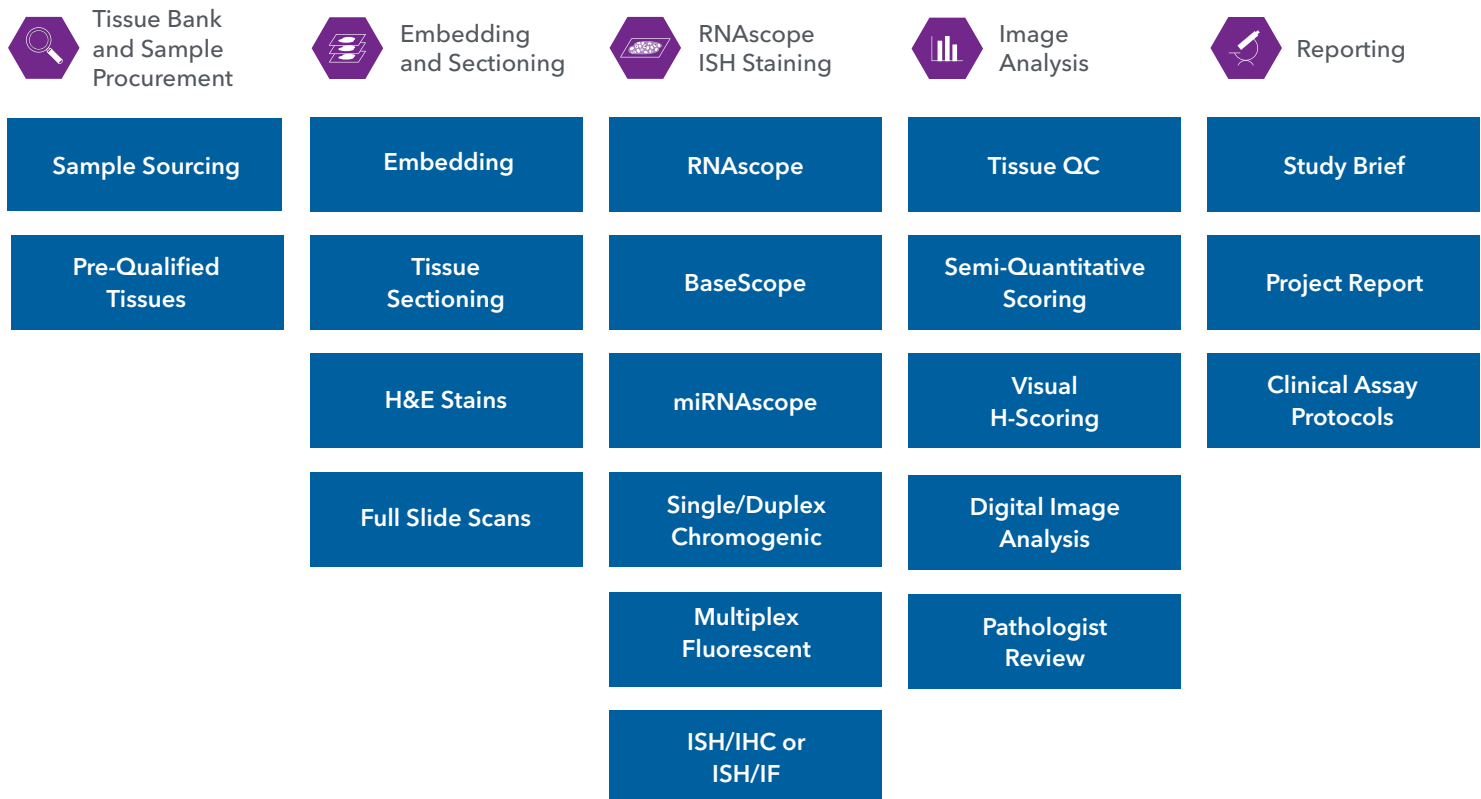 Tissue Bank
and Sample
Procurement
Embedding
and Sectioning
RNAscope
ISH Staining
Image
Analysis
Reporting
Sample Sourcing
Pre-Qualified
Tissues
Embedding
Tissue
Sectioning
H&E Stains
Full Slide Scans
RNAscope
BaseScope
miRNAscope
Single/Duplex
Chromogenic
Multiplex
Fluorescent
ISH/IHC or
ISH/IF
Tissue QC
Semi-Quantitative
Scoring
Visual
H-Scoring
Digital Image
Analysis
Pathologist
Review
Study Brief
Project Report
Clinical Assay
Protocols